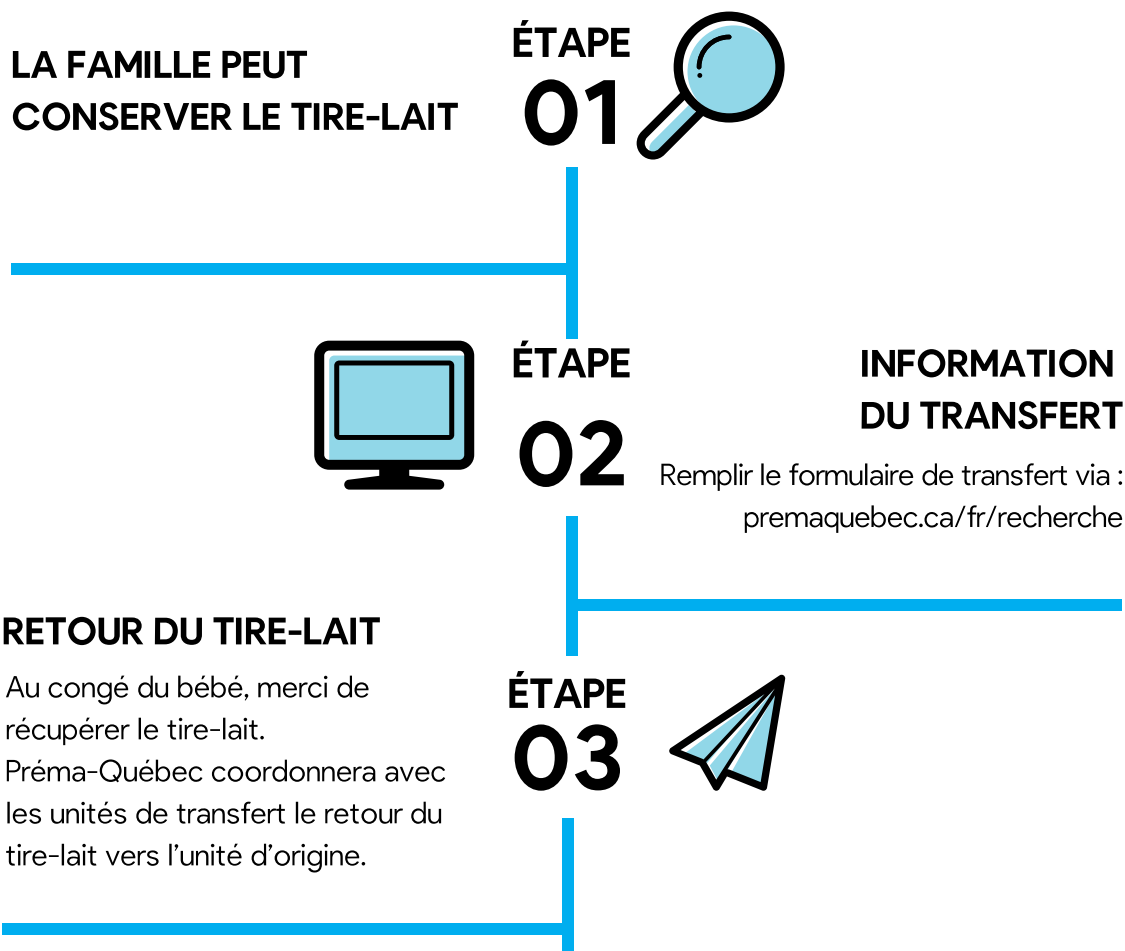 LA FAMILLE PEUT
CONSERVER LE TIRE-LAIT
ÉTAPE
01
ÉTAPE
02
INFORMATION
DU TRANSFERT
Remplir le formulaire de transfert via :
premaquebec.ca/fr/recherche
RETOUR DU TIRE-LAIT
Au congé du bébé, merci de
récupérer le tire-lait.
Préma-Québec coordonnera avec
les unités de transfert le retour du
tire-lait vers l'unité d'origine.
ÉTAPE
03